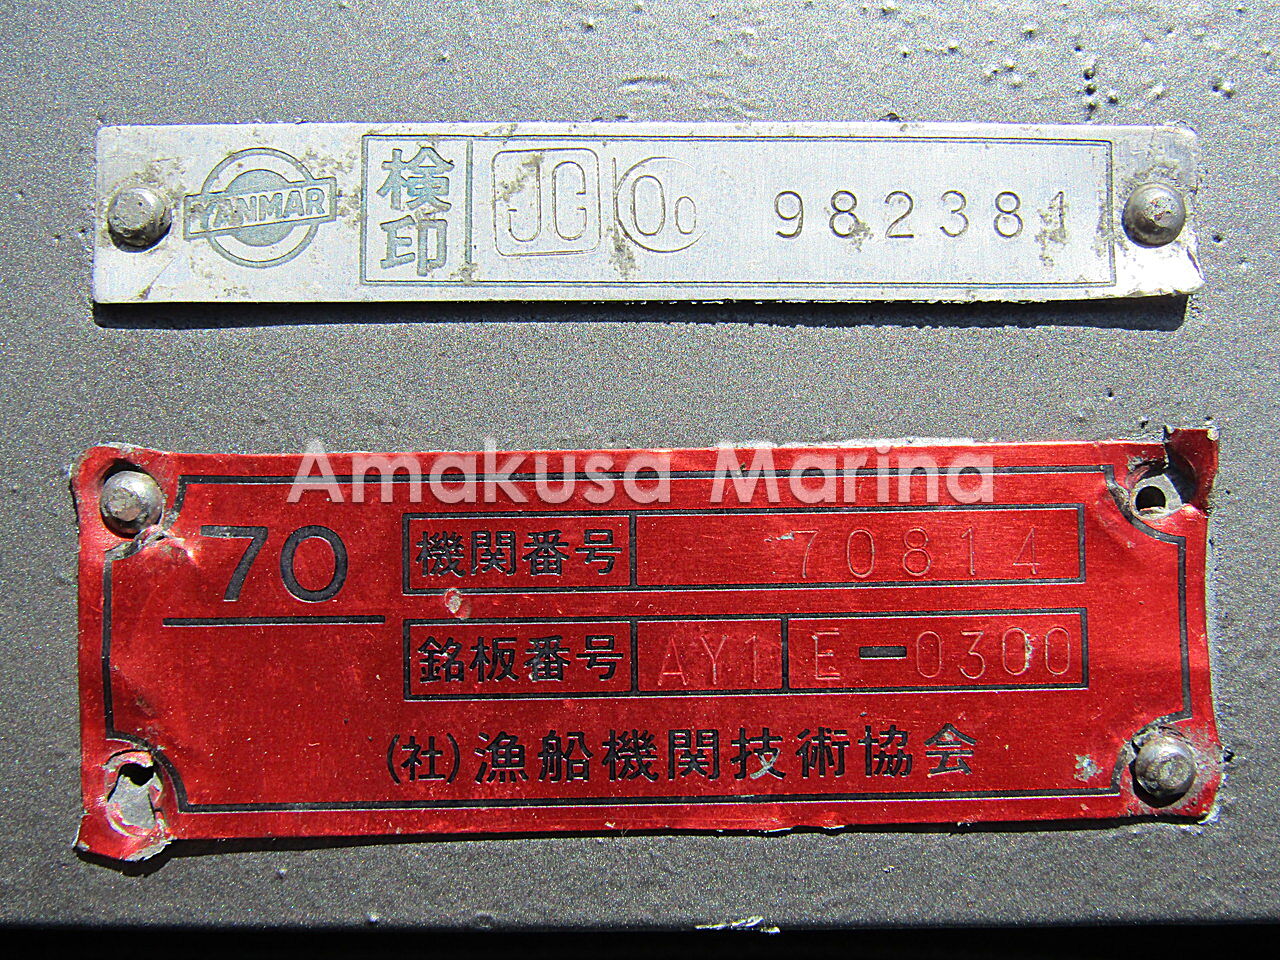 YANMAR 検印 JG 982381
Amakusa Marina
70
機関番号 70814
銘板番号 AY1 E-0300
(社)漁船機関技術協会